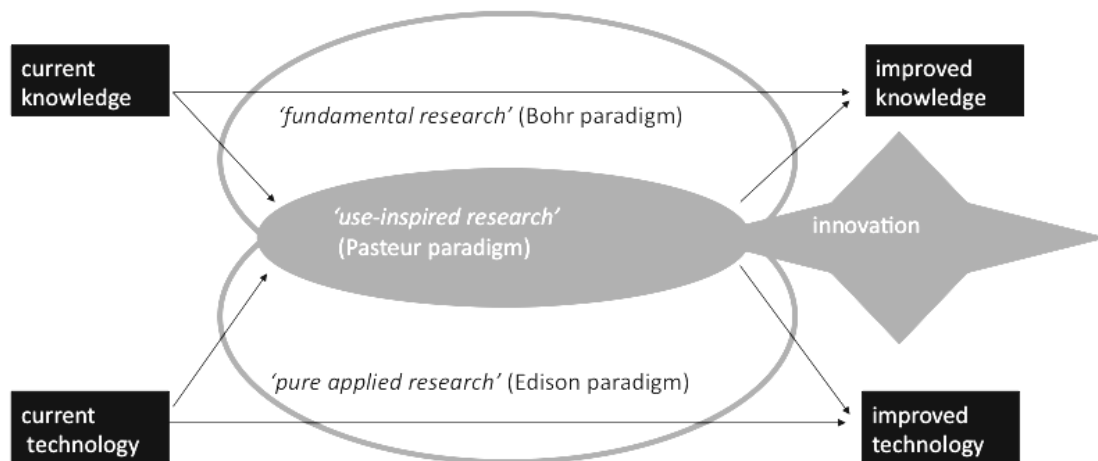 current
knowledge
improved
knowledge
‘fundamental research’ (Bohr paradigm)
‘use-inspired research’
(Pasteur paradigm)
innovation
‘pure applied research’ (Edison paradigm)
current
technology
improved
technology